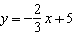 y = −2/3 x + 5